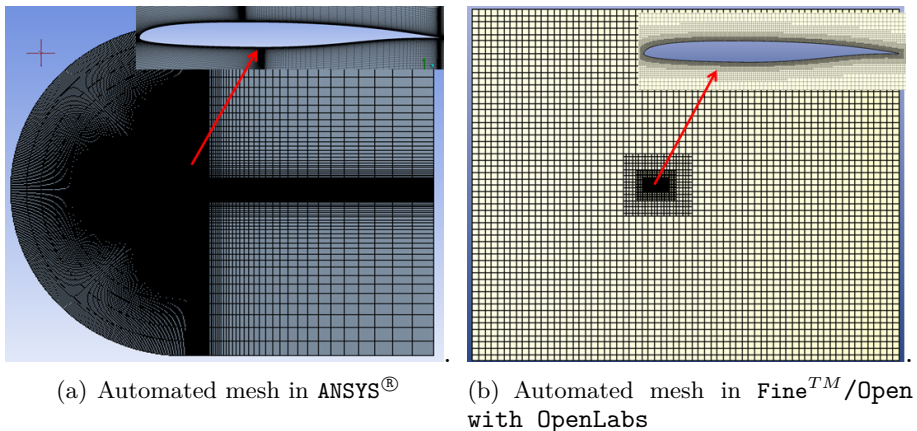 (a) Automated mesh in ANSYS®
.
(b) Automated mesh in Fine^{TM}/Open
with OpenLabs
.